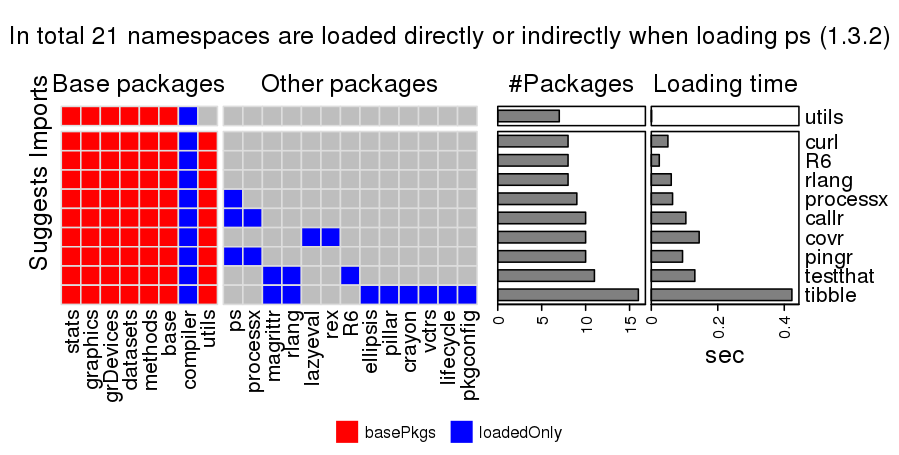 In total 21 namespaces are loaded directly or indirectly when loading ps (1.3.2)
Base packages
Other packages
#Packages
Loading time
Imports
Suggests
utils
curl
R6
rlang
processx
callr
covr
pingr
testthat
tibble
stats
graphics
grDevices
datasets
methods
base
compiler
utils
ps
processx
magrittr
rlang
lazyeval
rex
R6
ellipsis
pillar
crayon
vctrs
lifecycle
pkgconfig
0
5
10
15
0
0.2
0.4
sec
basePkgs
loadedOnly